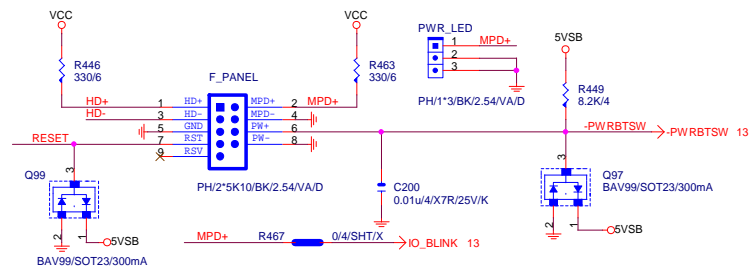 VCC
R446
330/6
F_PANEL
VCC
R463
330/6
PWR_LED
1 MPD+
2
3
PH/1*3/BK/2.54/VA/D
5VSB
R449
8.2K/4
HD+ 1 HD+ MPD+ 2 MPD+
HD- 3 HD- MPD- 4
5 GND PW+ 6
RESET 7 RST PW- 8
9 RSV
-PWRBTSW -PWRBTSW 13
PH/2*5K10/BK/2.54/VA/D
Q99
3
2
1
5VSB
BAV99/SOT23/300mA
C200
0.01u/4/X7R/25V/K
3
Q97
BAV99/SOT23/300mA
2
1
5VSB
MPD+ R467 0/4/SHT/X IO_BLINK 13